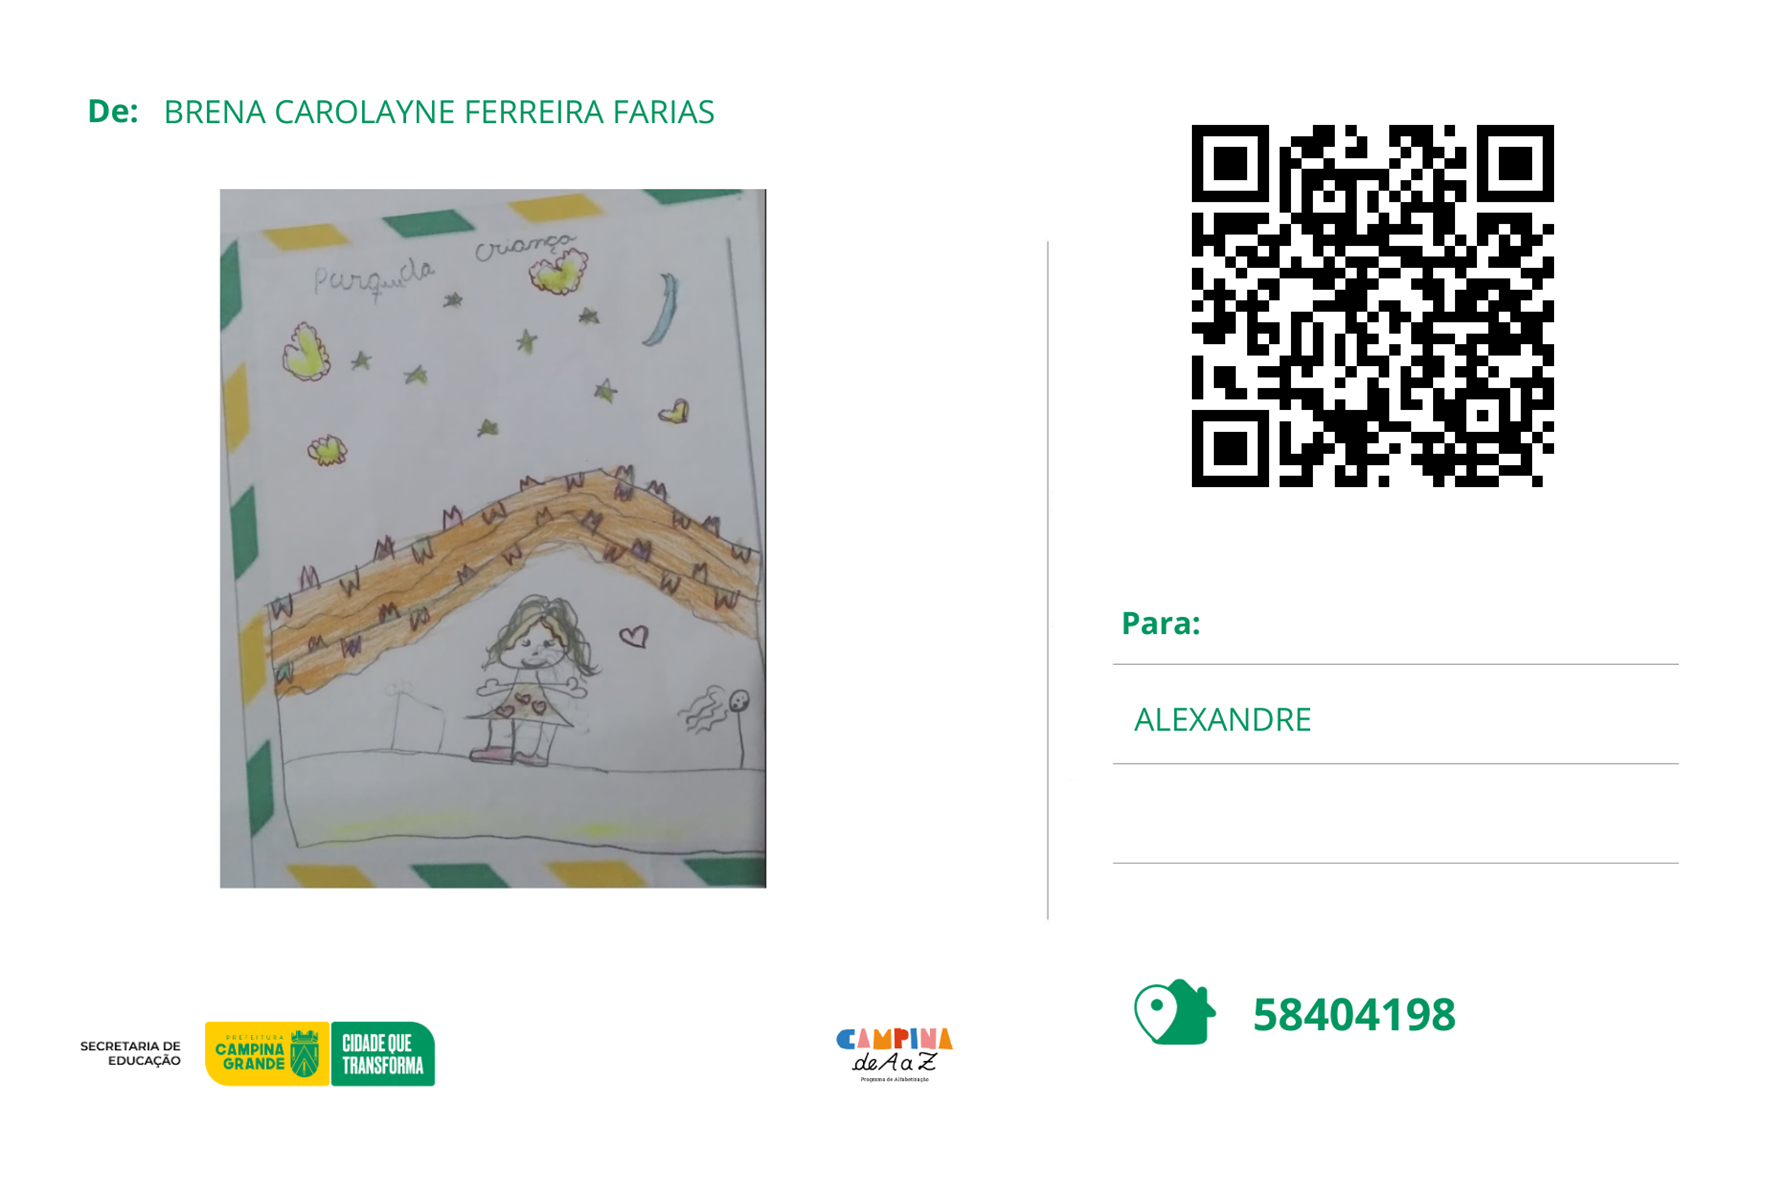 De: BRENA CAROLAYNE FERREIRA FARIAS
Parque da criança
Para:
ALEXANDRE
58404198
SECRETARIA DE
EDUCAÇÃO
PREFEITURA
CAMPINA
GRANDE
CIDADE QUE
TRANSFORMA
CAMPINA
de A a Z
Programa de Alfabetização